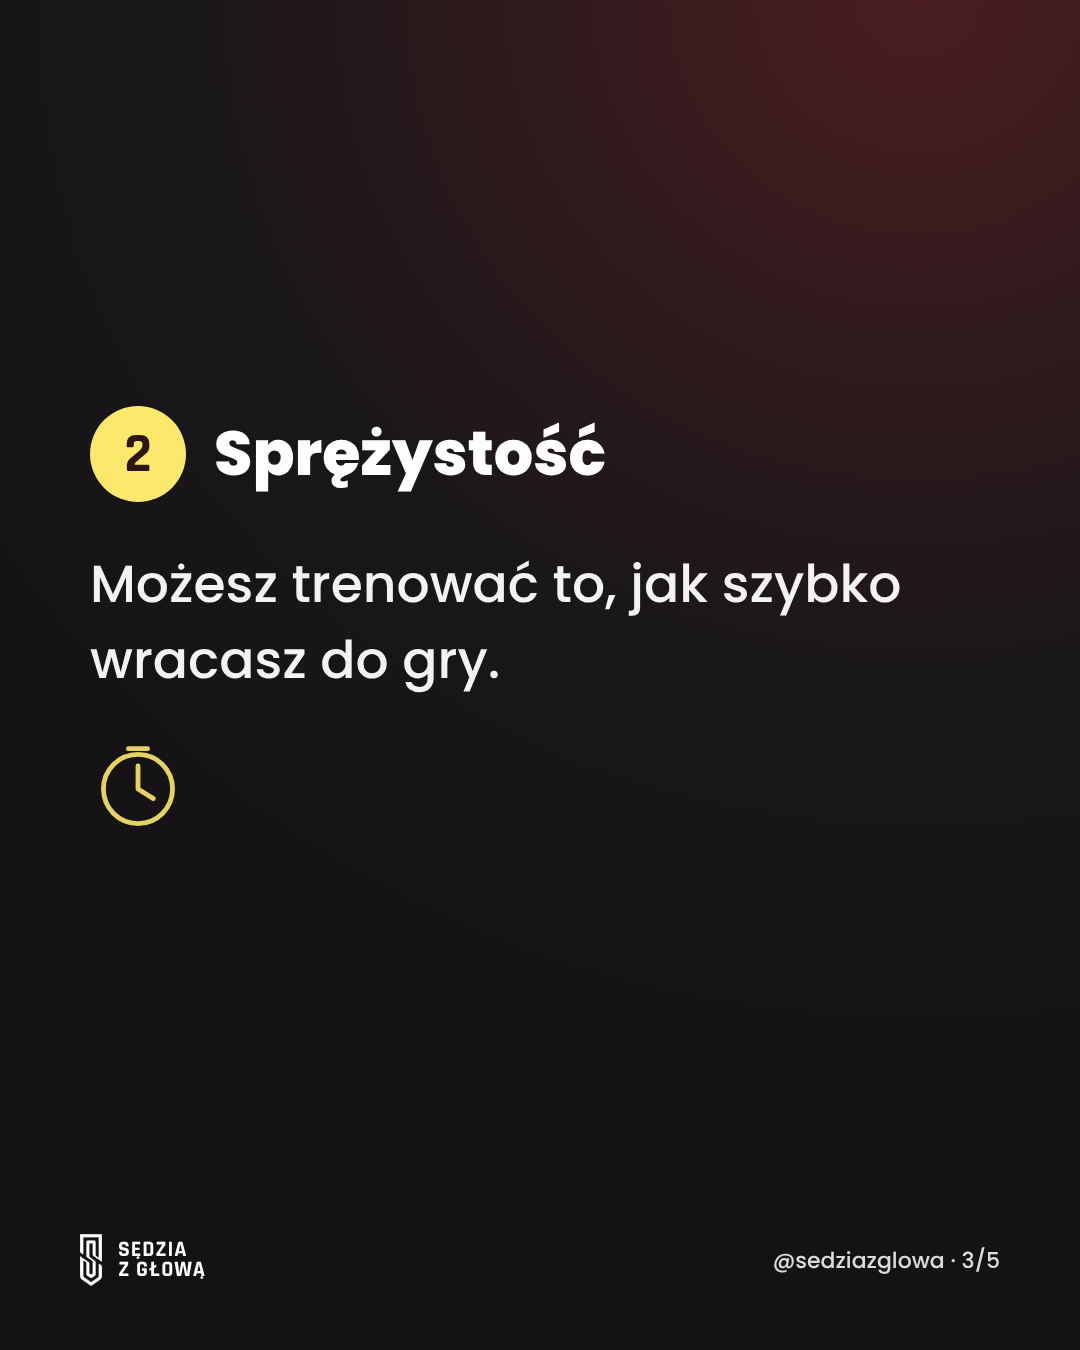 2 Sprężystość
Możesz trenować to, jak szybko
wracasz do gry.
SĘDZIA
Z GŁOWĄ
@sedziazglowa · 3/5